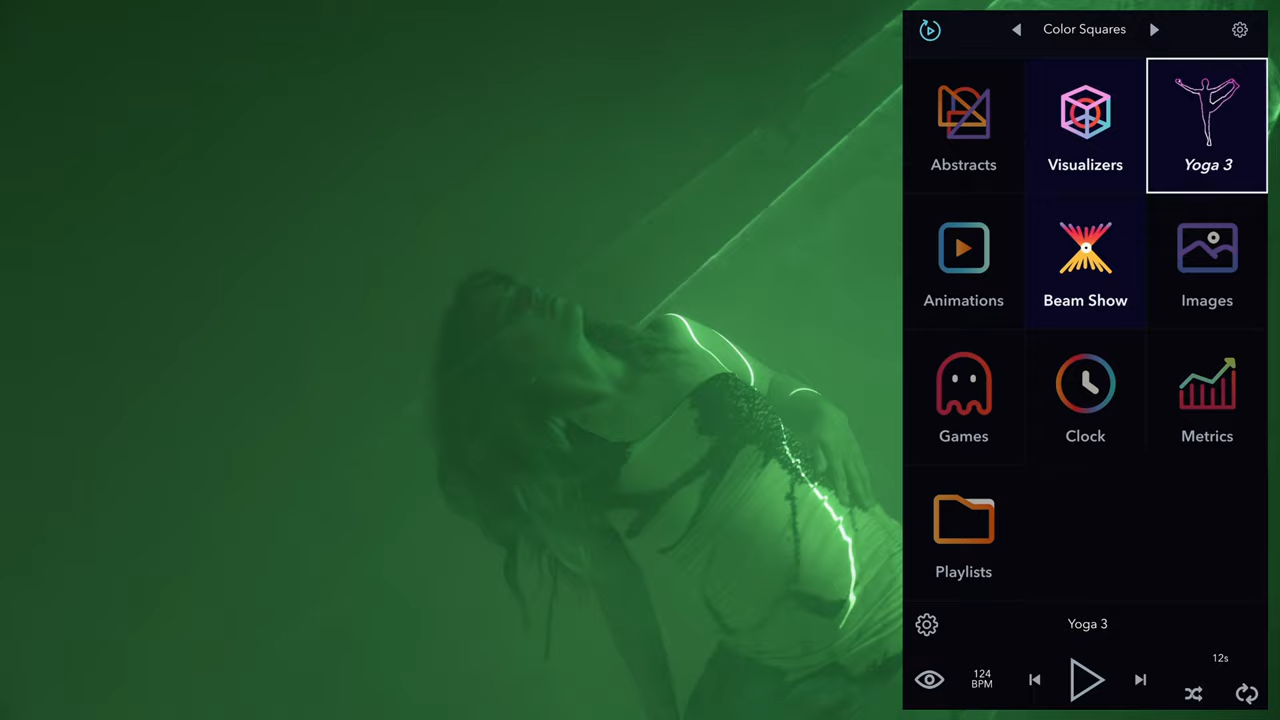 Color Squares
Abstracts
Visualizers
Yoga 3
Animations
Beam Show
Images
Games
Clock
Metrics
Playlists
Yoga 3
12s
124
BPM